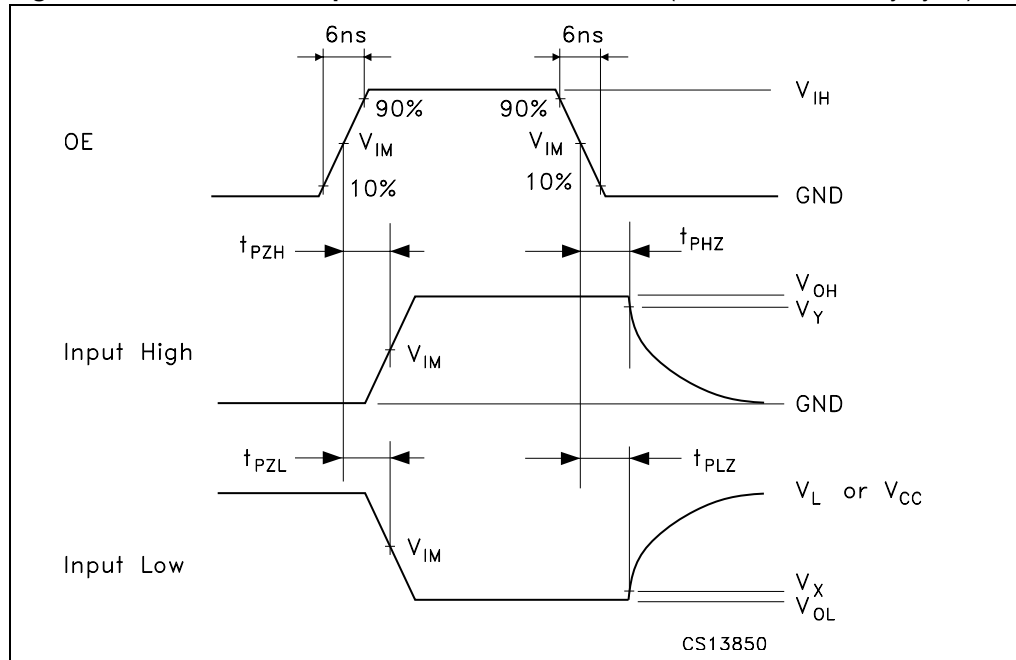 6ns 6ns
90% 90%
V_IH
OE
V_IM V_IM
10% 10%
GND
t_PZH t_PHZ
V_OH
V_Y
Input High
V_IM
GND
t_PZL t_PLZ
V_L or V_CC
V_IM
Input Low
V_X
V_OL
CS13850